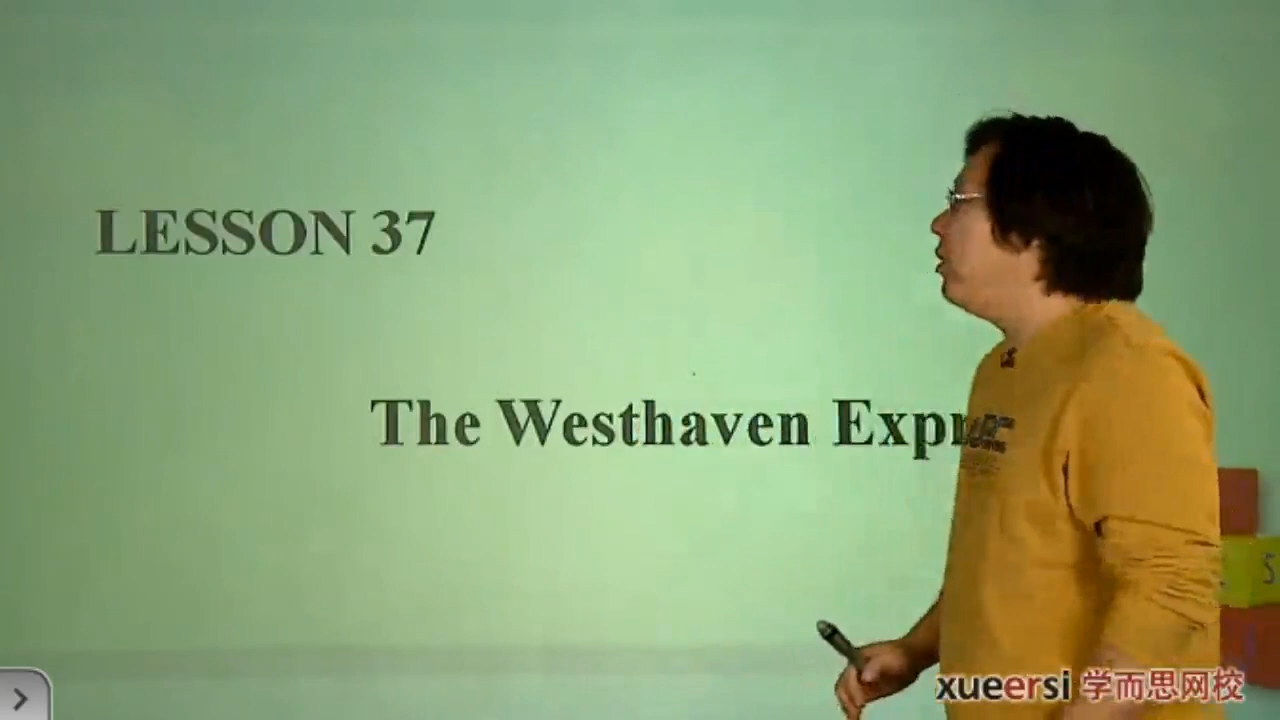 LESSON 37
The Westhaven Expr
xueersi 学而思网校